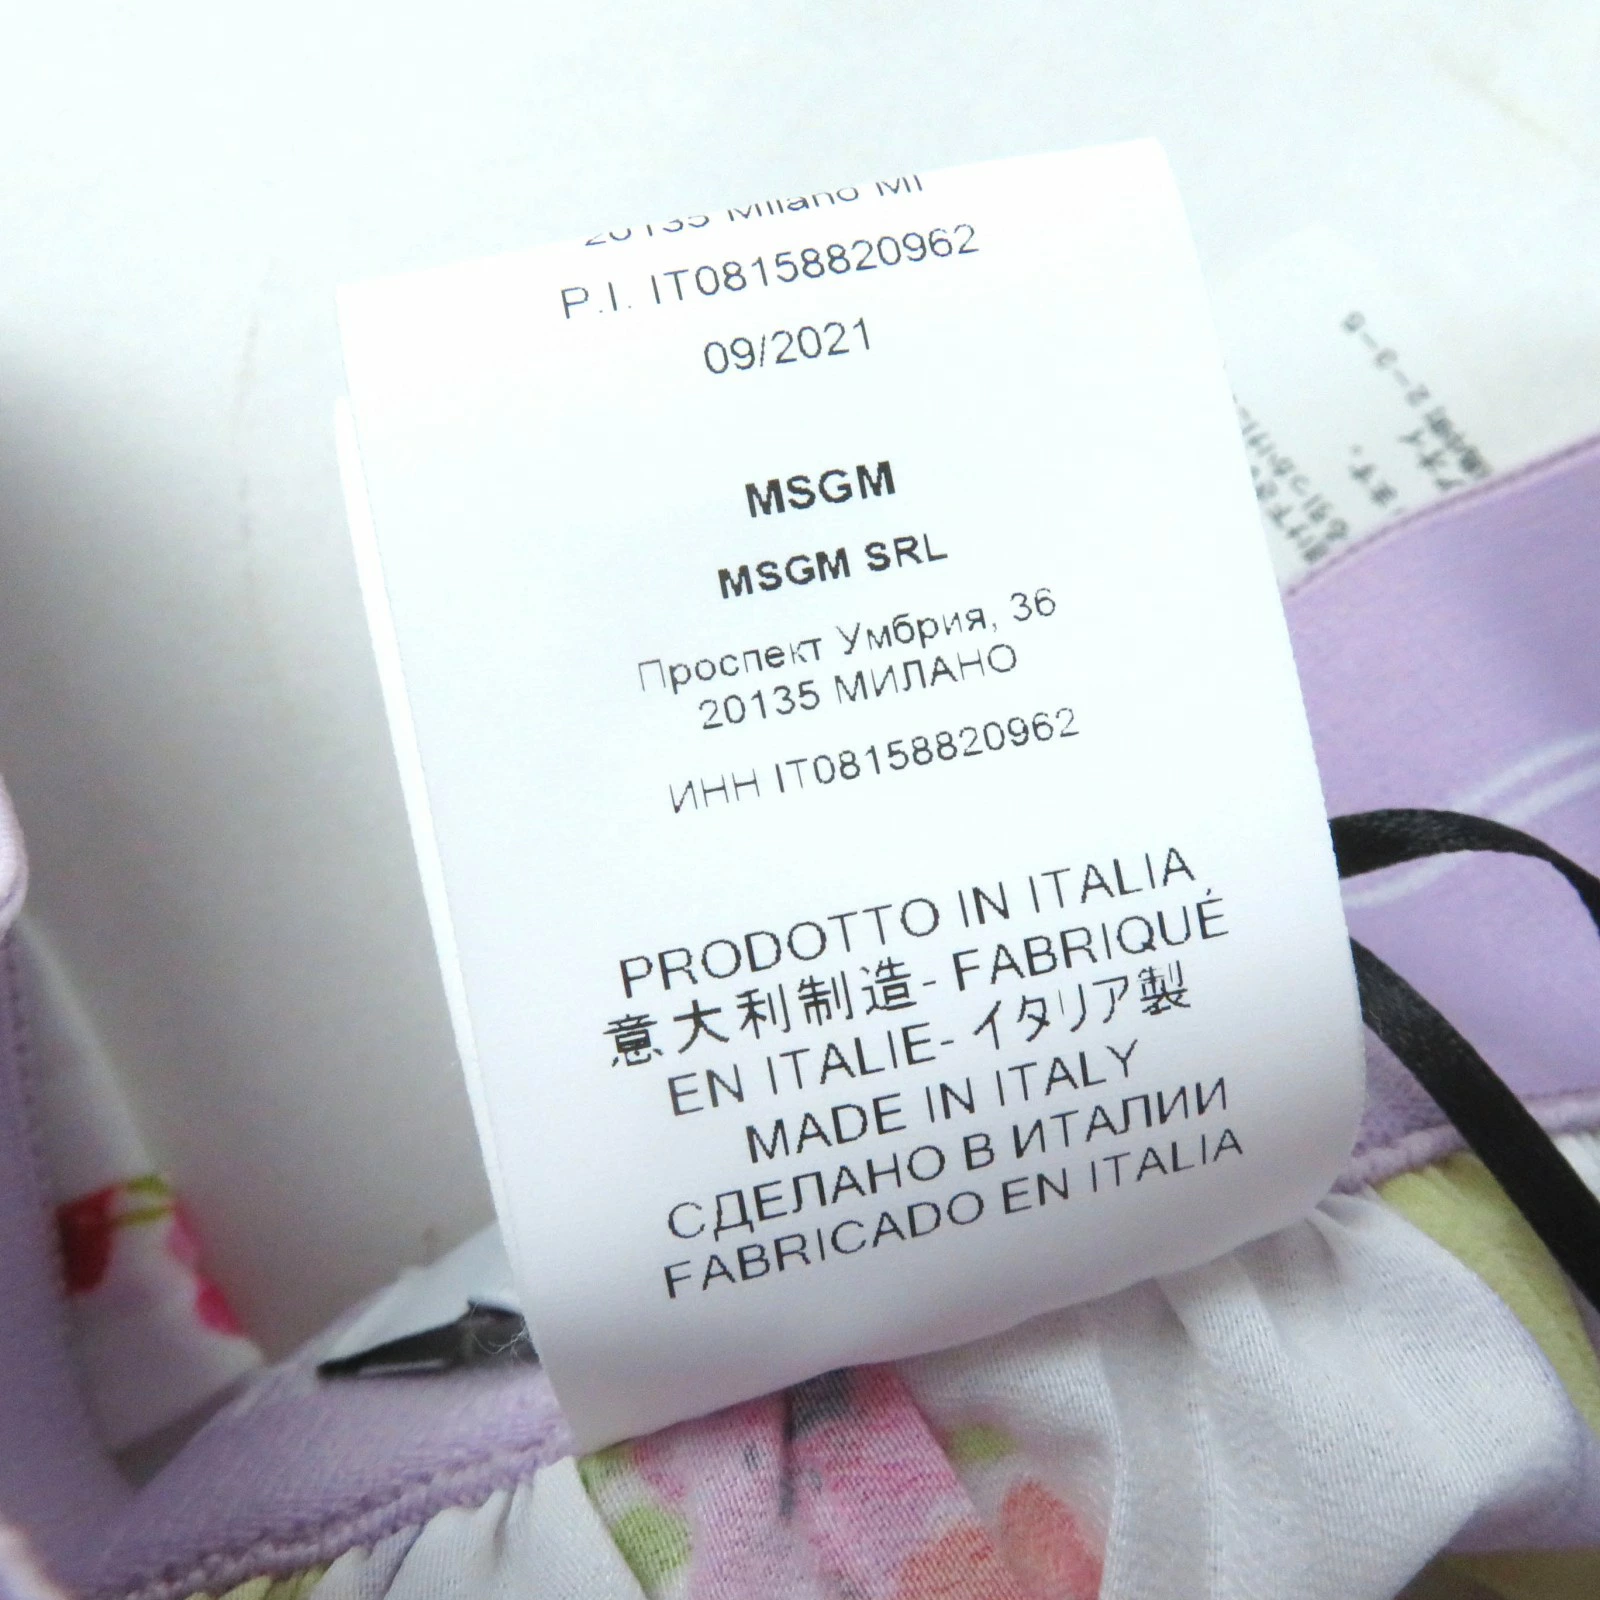 20135 Milano MI
P.I. IT08158820962
09/2021
MSGM
MSGM SRL
Проспект Умбрия, 36
20135 МИЛАНО
ИНН IT08158820962
PRODOTTO IN ITALIA
意大利制造- FABRIQUÉ
EN ITALIE- イタリア製
MADE IN ITALY
СДЕЛАНО В ИТАЛИИ
FABRICADO EN ITALIA